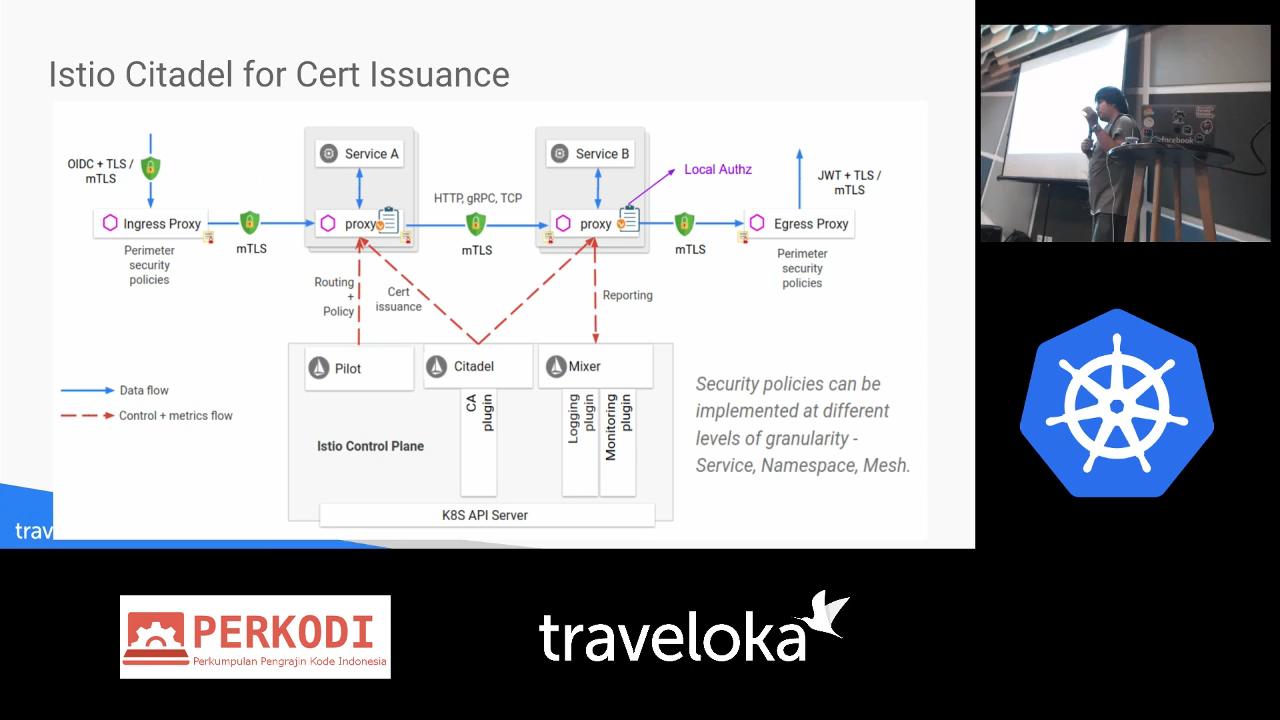 Istio Citadel for Cert Issuance
OIDC + TLS /
mTLS
Service A
Service B
Local Authz
JWT + TLS /
mTLS
HTTP, gRPC, TCP
Ingress Proxy
proxy
proxy
Egress Proxy
mTLS
mTLS
mTLS
Perimeter
security
policies
Perimeter
security
policies
Routing
+
Policy
Cert
issuance
Reporting
Pilot
Citadel
Mixer
Data flow
Control + metrics flow
CA
plugin
Logging
plugin
Monitoring
plugin
Istio Control Plane
K8S API Server
Security policies can be
implemented at different
levels of granularity -
Service, Namespace, Mesh.
trav
facebook
PERKODI
Perkumpulan Pengrajin Kode Indonesia
traveloka